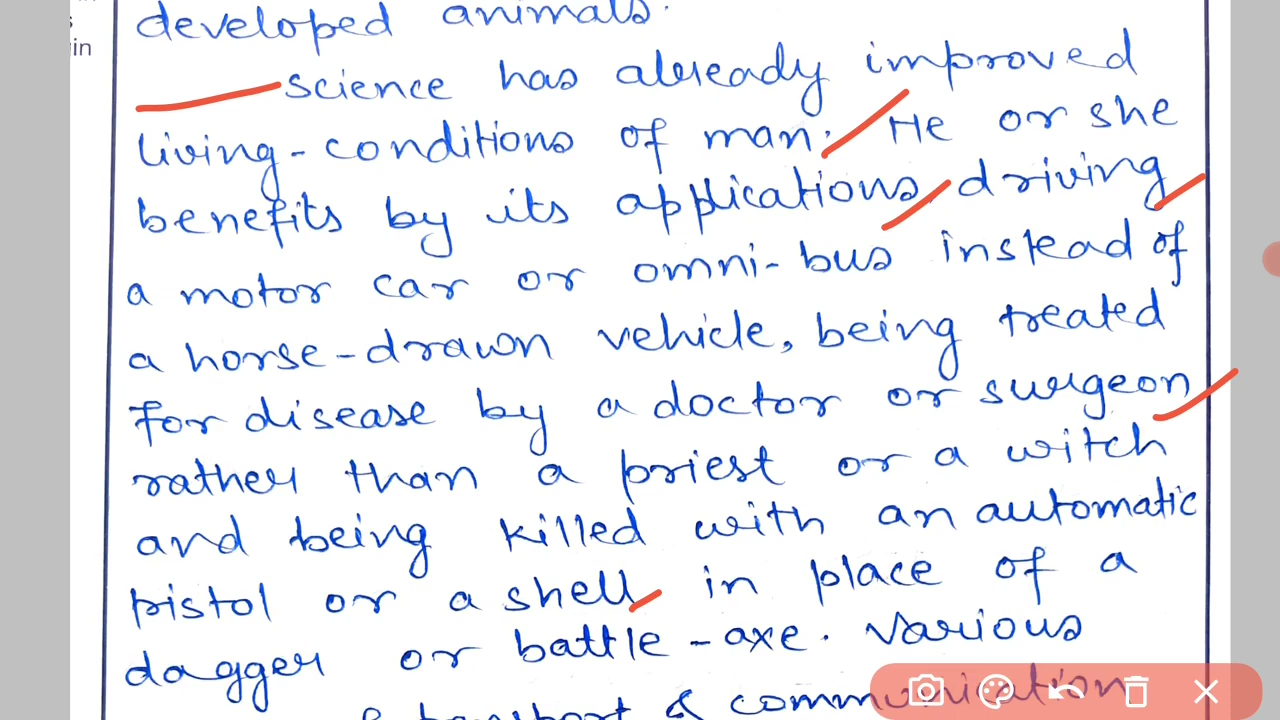 in
developed animals.
science has already improved
living-conditions of man. He or she
benefits by its applications, driving
a motor car or omni-bus instead of
a horse-drawn vehicle, being treated
for disease by a doctor or surgeon
rather than a priest or a witch
and being killed with an automatic
pistol or a shell in place of a
dagger or battle-axe. Various
transport & communication